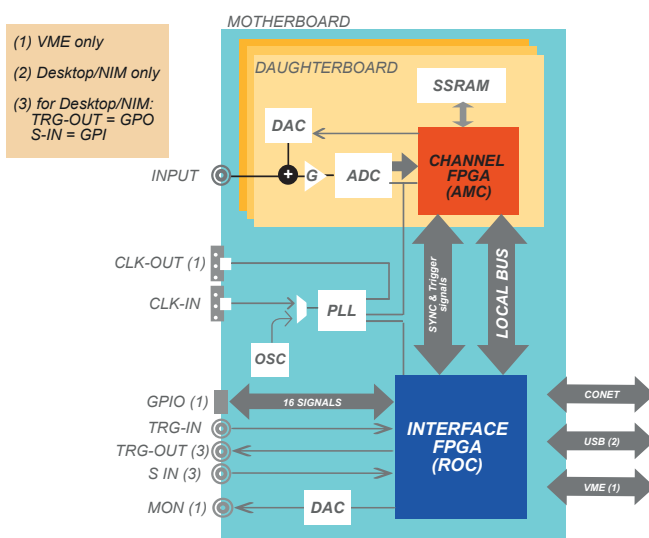 MOTHERBOARD
(1) VME only
(2) Desktop/NIM only
(3) for Desktop/NIM:
TRG-OUT = GPO
S-IN = GPI
DAUGHTERBOARD
SSRAM
DAC
CHANNEL
FPGA
(AMC)
INPUT
+
G
ADC
CLK-OUT (1)
CLK-IN
PLL
OSC
SYNC & Trigger
signals
LOCAL BUS
GPIO (1)
16 SIGNALS
TRG-IN
TRG-OUT (3)
S IN (3)
MON (1)
DAC
INTERFACE
FPGA
(ROC)
CONET
USB (2)
VME (1)